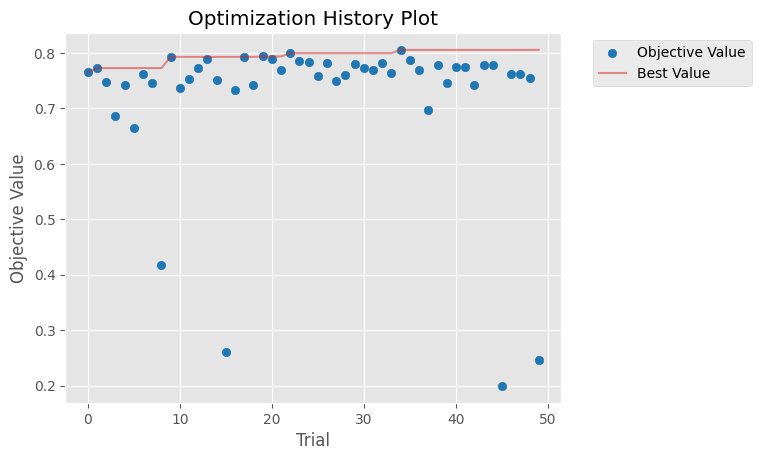 Optimization History Plot
Objective Value
Best Value
0.8
0.7
0.6
0.5
0.4
0.3
0.2
Objective Value
0 10 20 30 40 50
Trial